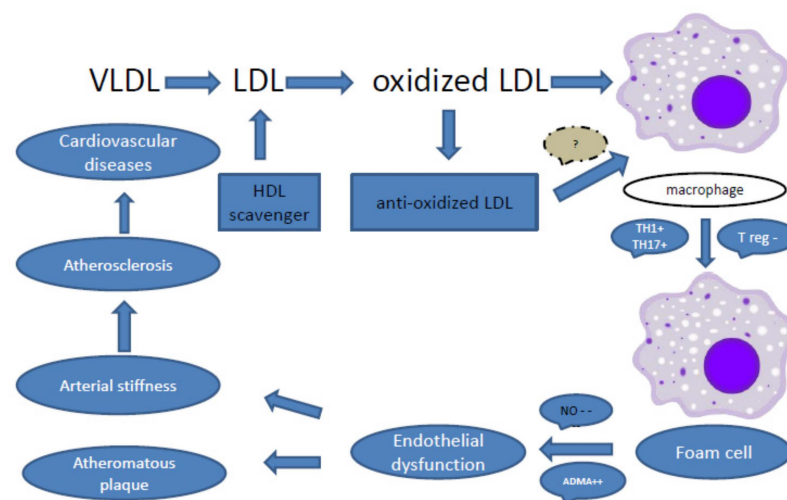 VLDL
LDL
oxidized LDL
Cardiovascular
diseases
?
HDL
scavenger
anti-oxidized LDL
macrophage
TH1+
TH17+
T reg -
Atherosclerosis
Arterial stiffness
NO - -
Endothelial
dysfunction
Foam cell
Atheromatous
plaque
ADMA++